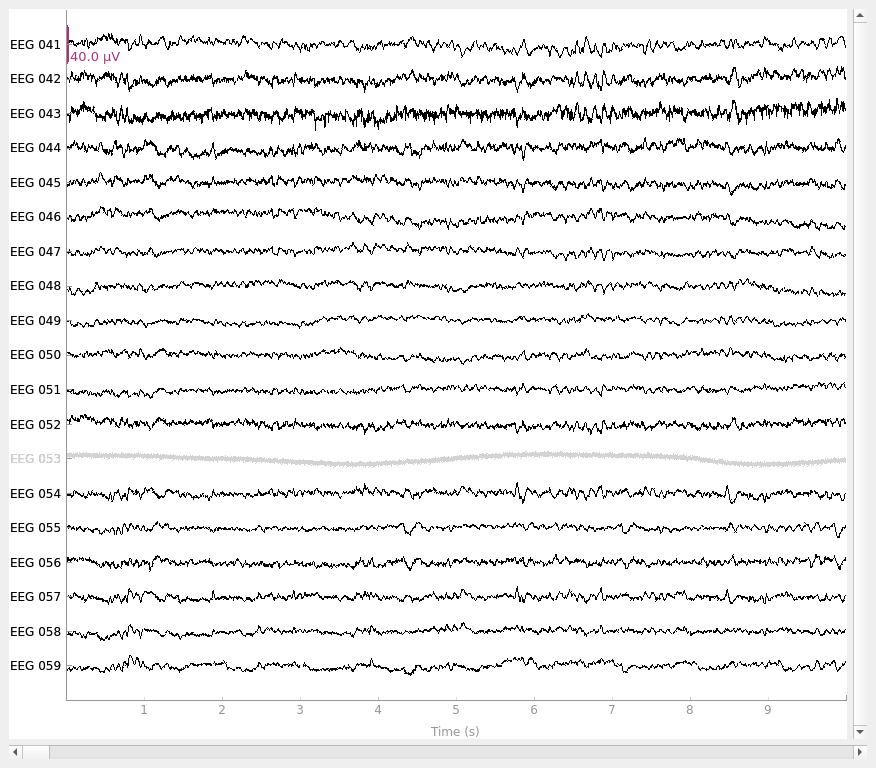 EEG 041
40.0 µV
EEG 042
EEG 043
EEG 044
EEG 045
EEG 046
EEG 047
EEG 048
EEG 049
EEG 050
EEG 051
EEG 052
EEG 053
EEG 054
EEG 055
EEG 056
EEG 057
EEG 058
EEG 059
1 2 3 4 5 6 7 8 9
Time (s)